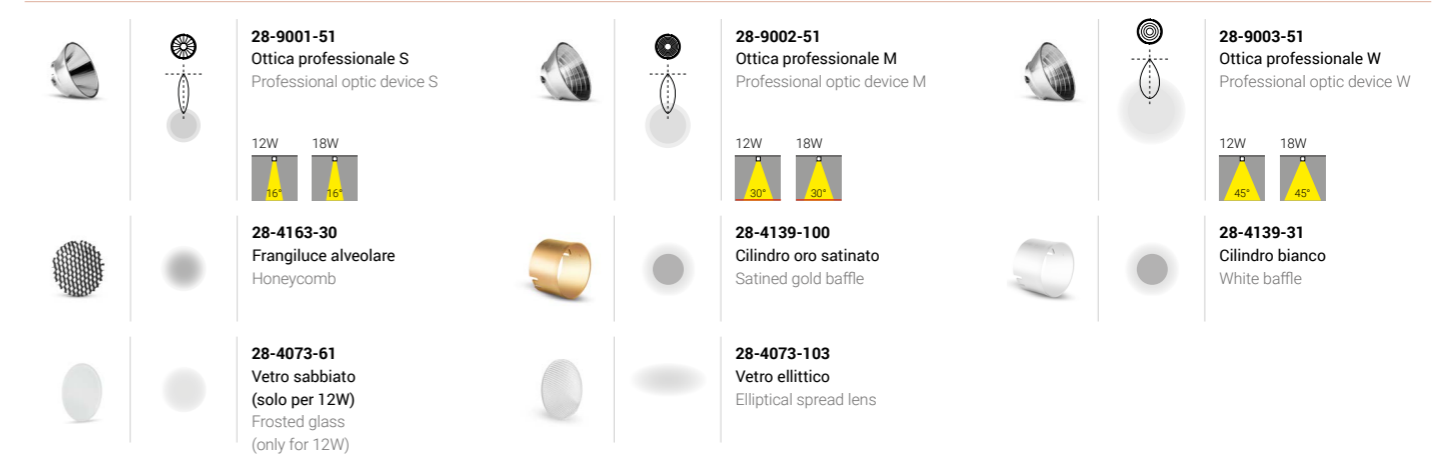 28-9001-51
Ottica professionale S
Professional optic device S
12W 18W
16° 16°
28-9002-51
Ottica professionale M
Professional optic device M
12W 18W
30° 30°
28-9003-51
Ottica professionale W
Professional optic device W
12W 18W
45° 45°
28-4163-30
Frangiluce alveolare
Honeycomb
28-4139-100
Cilindro oro satinato
Satined gold baffle
28-4139-31
Cilindro bianco
White baffle
28-4073-61
Vetro sabbiato
(solo per 12W)
Frosted glass
(only for 12W)
28-4073-103
Vetro ellittico
Elliptical spread lens